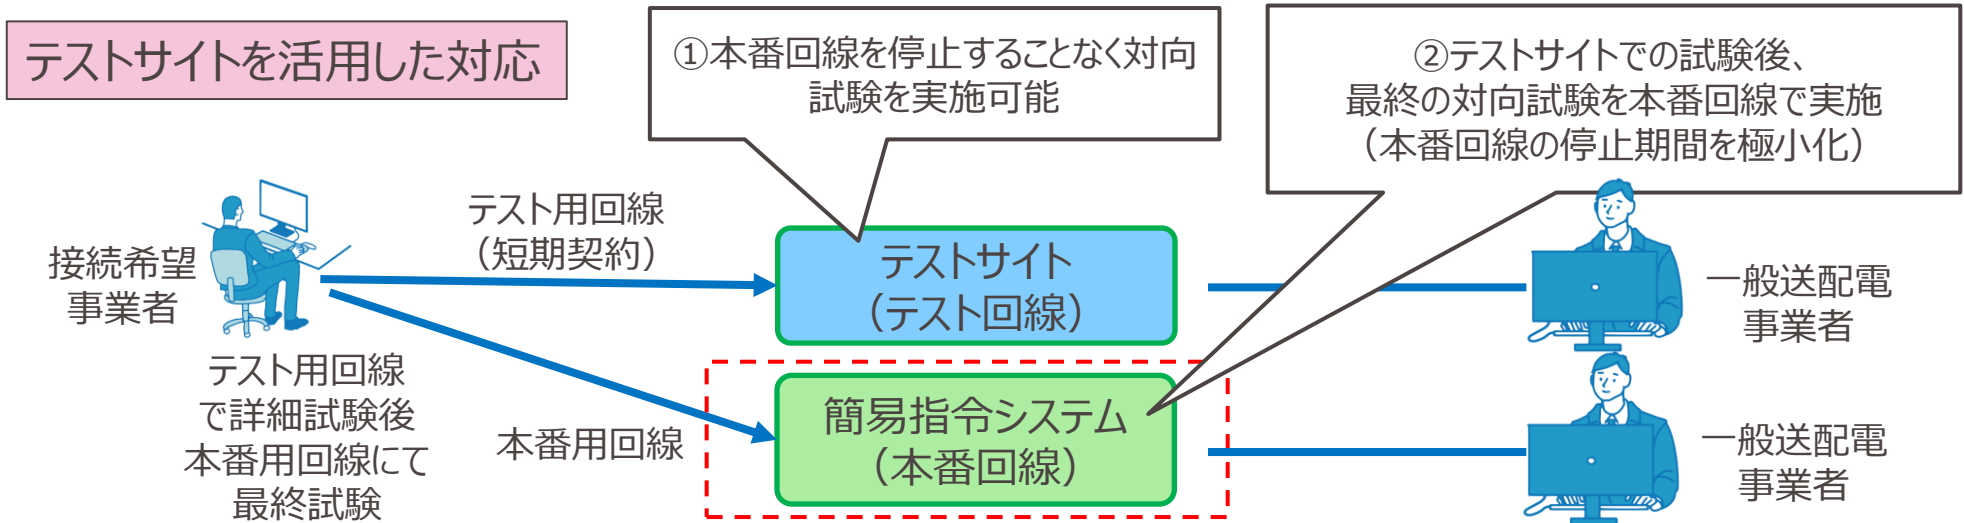 テストサイトを活用した対応
①本番回線を停止することなく対向
試験を実施可能
②テストサイトでの試験後、
最終の対向試験を本番回線で実施
（本番回線の停止期間を極小化）
接続希望
事業者
テスト用回線
（短期契約）
テストサイト
（テスト回線）
一般送配電
事業者
テスト用回線
で詳細試験後
本番用回線にて
最終試験
本番用回線
簡易指令システム
（本番回線）
一般送配電
事業者